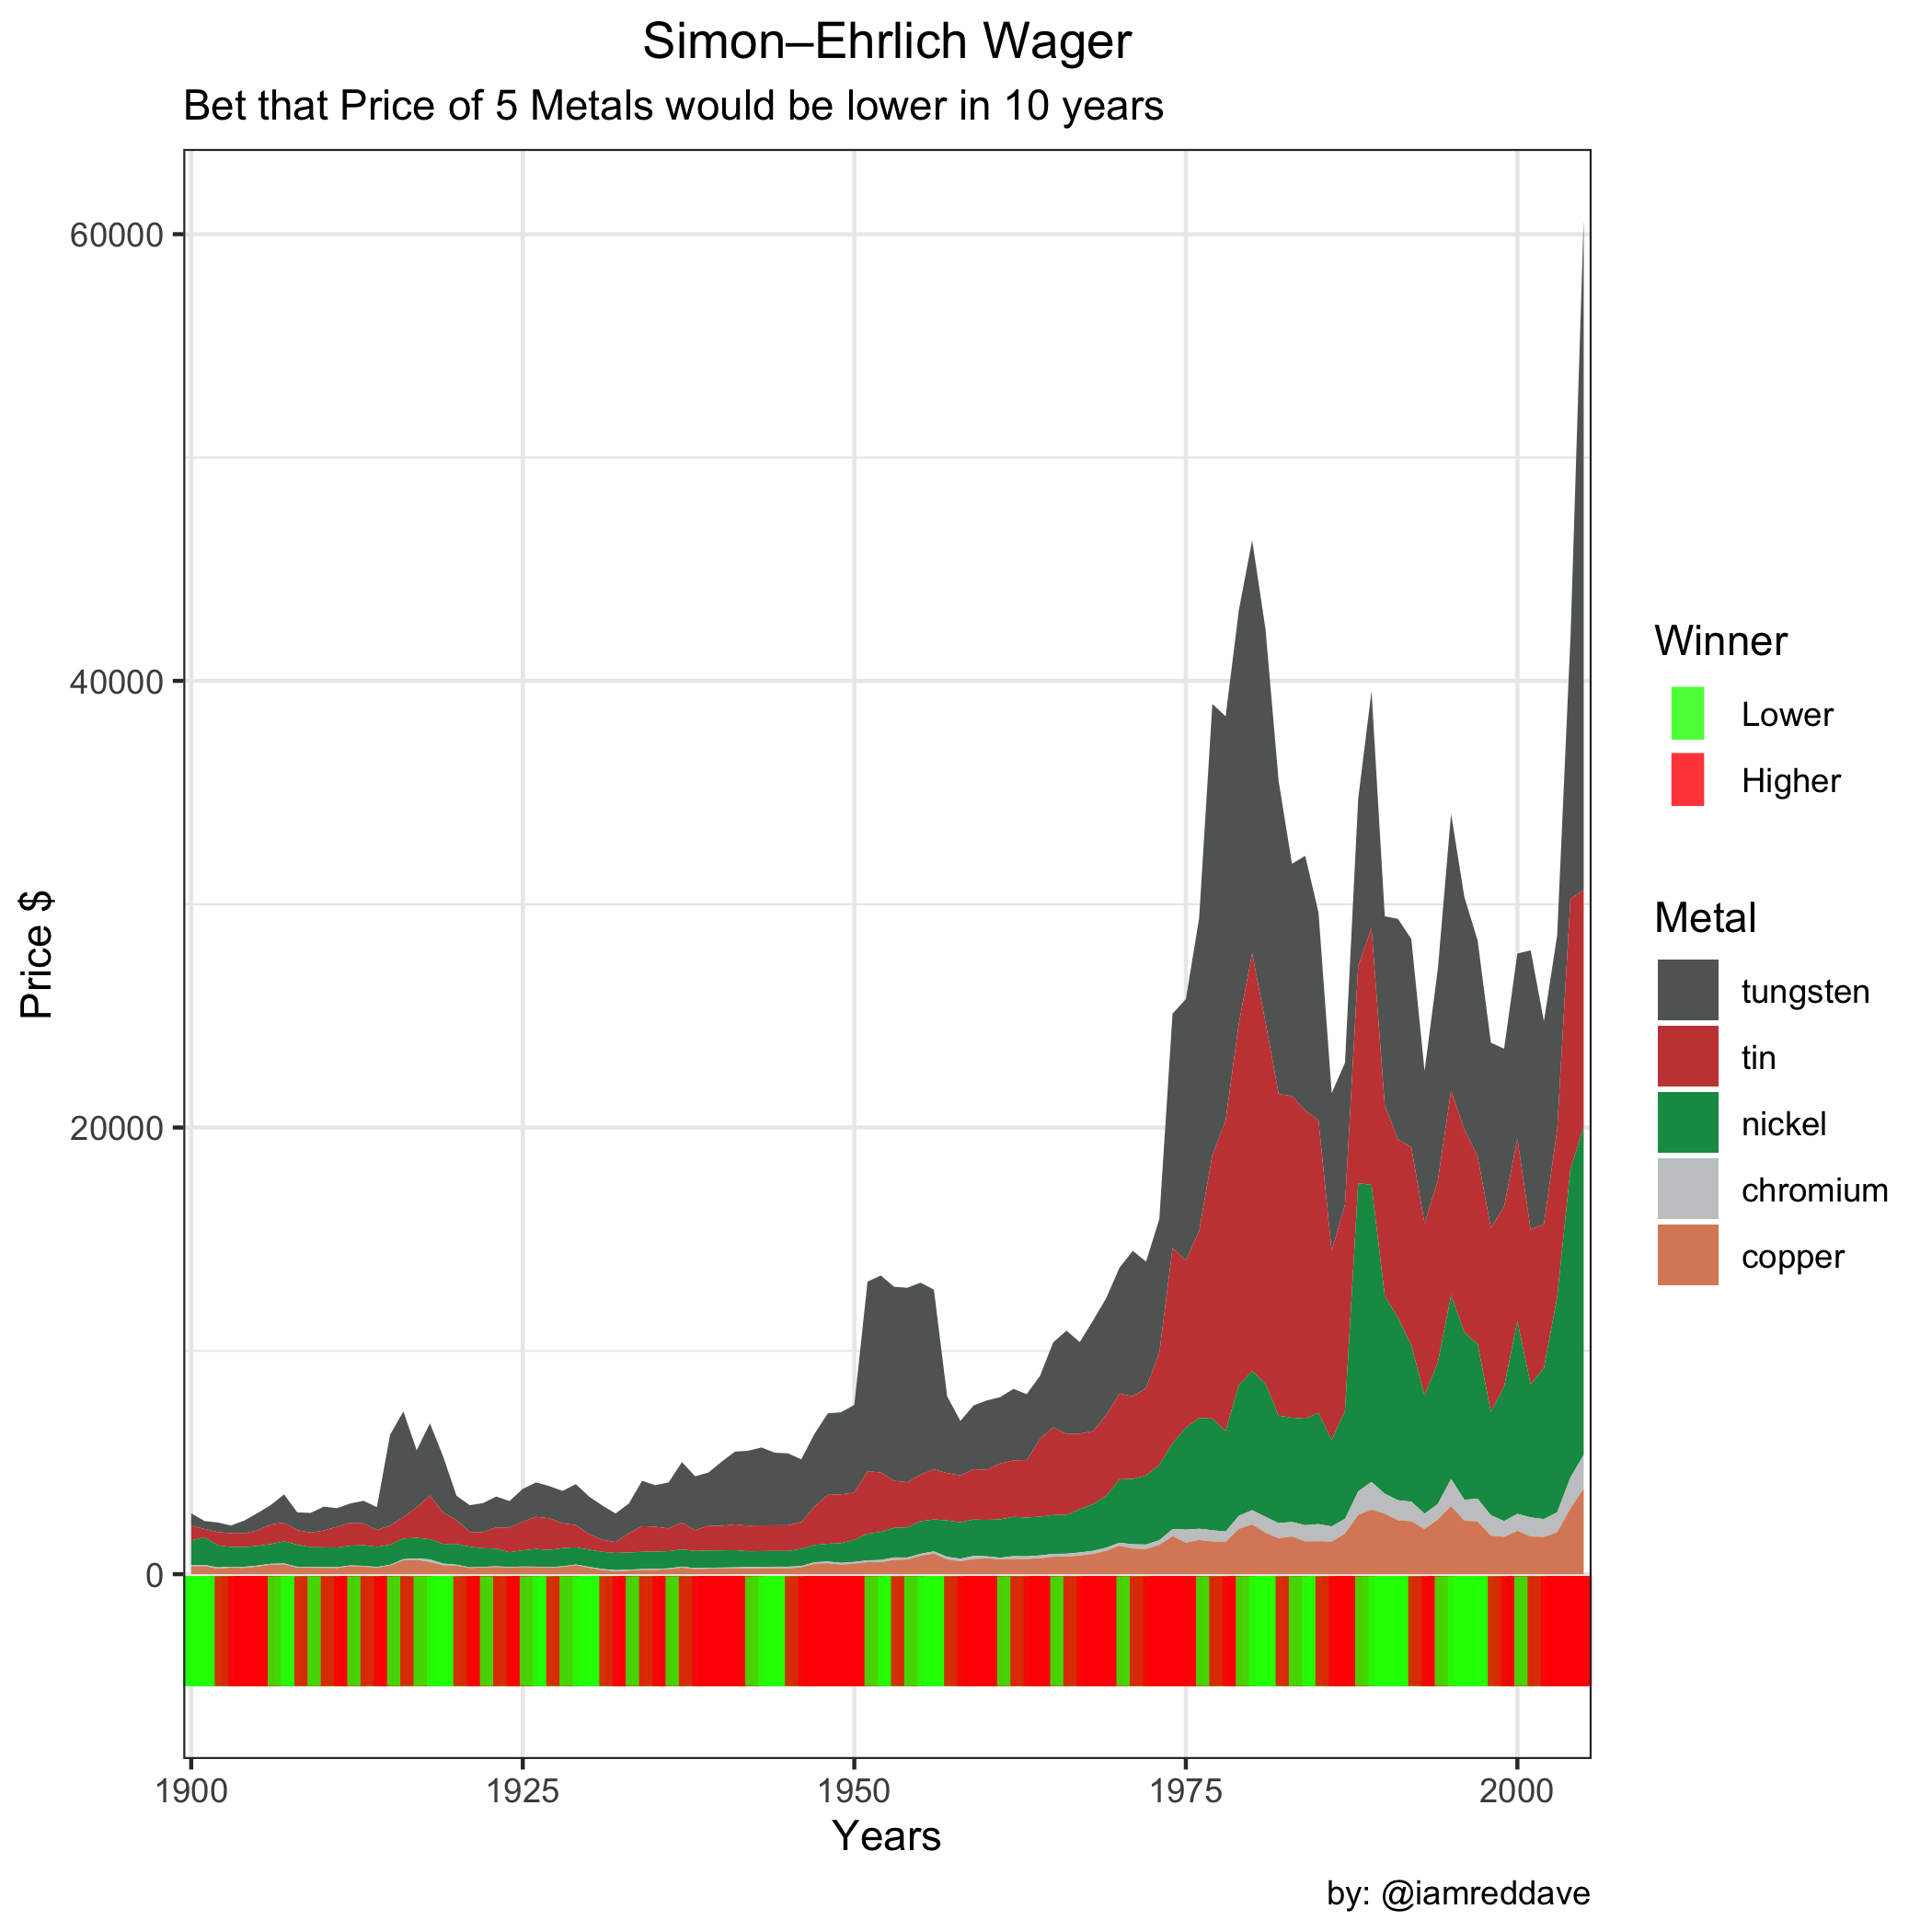 Simon–Ehrlich Wager
Bet that Price of 5 Metals would be lower in 10 years
60000
40000
20000
0
Price $
1900 1925 1950 1975 2000
Years
Winner
Lower
Higher
Metal
tungsten
tin
nickel
chromium
copper
by: @iamreddave